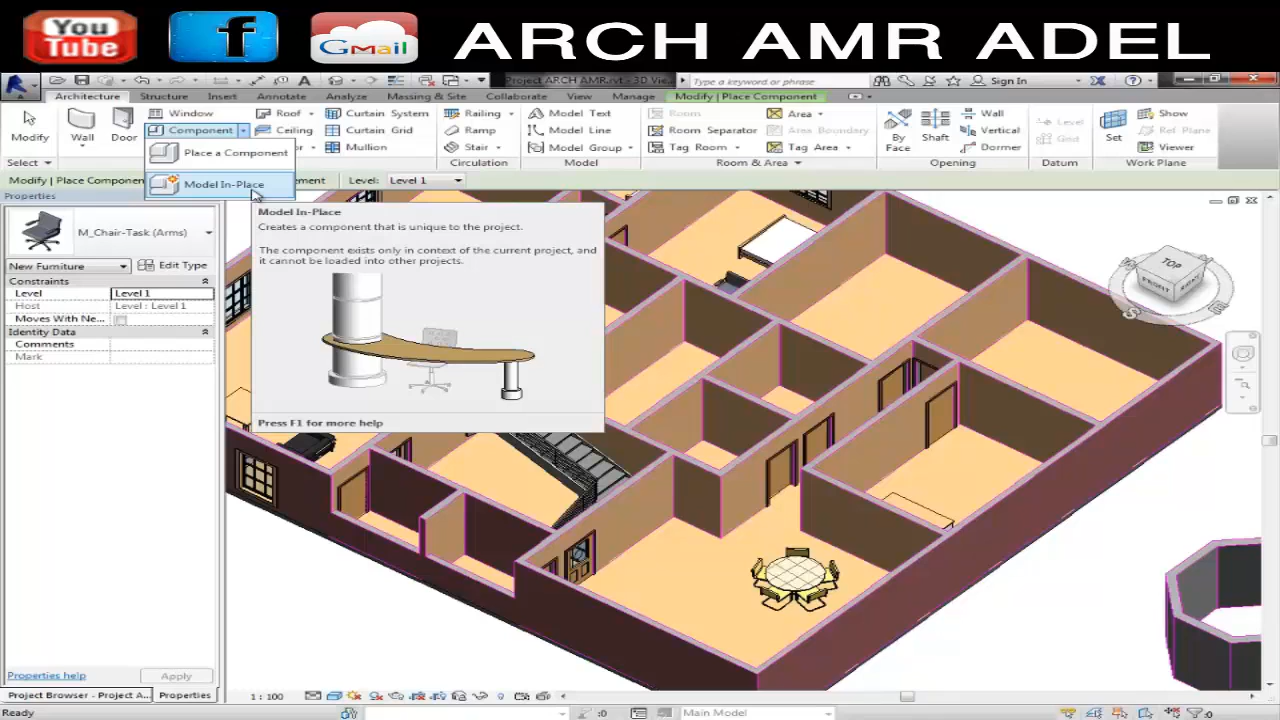 You Tube f Gmail ARCH AMR ADEL
Project ARCH AMR.rvt - 3D Vie... Type a keyword or phrase Sign In
Architecture Structure Insert Annotate Analyze Massing & Site Collaborate View Manage Modify | Place Component
Modify Wall Door Window Roof Curtain System Railing Model Text Room Area By Face Shaft Wall Level Set Show
Component Ceiling Curtain Grid Ramp Model Line Room Separator Area Boundary Vertical Grid Ref Plane
Place a Component Mullion Stair Model Group Tag Room Tag Area Dormer Viewer
Select Circulation Model Room & Area Opening Datum Work Plane
Modify | Place Componen Model In-Place ement Level: Level 1
Properties
Model In-Place
Creates a component that is unique to the project.
The component exists only in context of the current project, and
it cannot be loaded into other projects.
Press F1 for more help
M_Chair-Task (Arms)
New Furniture Edit Type
Constraints
Level Level 1
Host Level : Level 1
Moves With Ne...
Identity Data
Comments
Mark
TOP
FRONT
Properties help Apply
Project Browser - Project A... Properties 1 : 100
Ready :0 Main Model :0